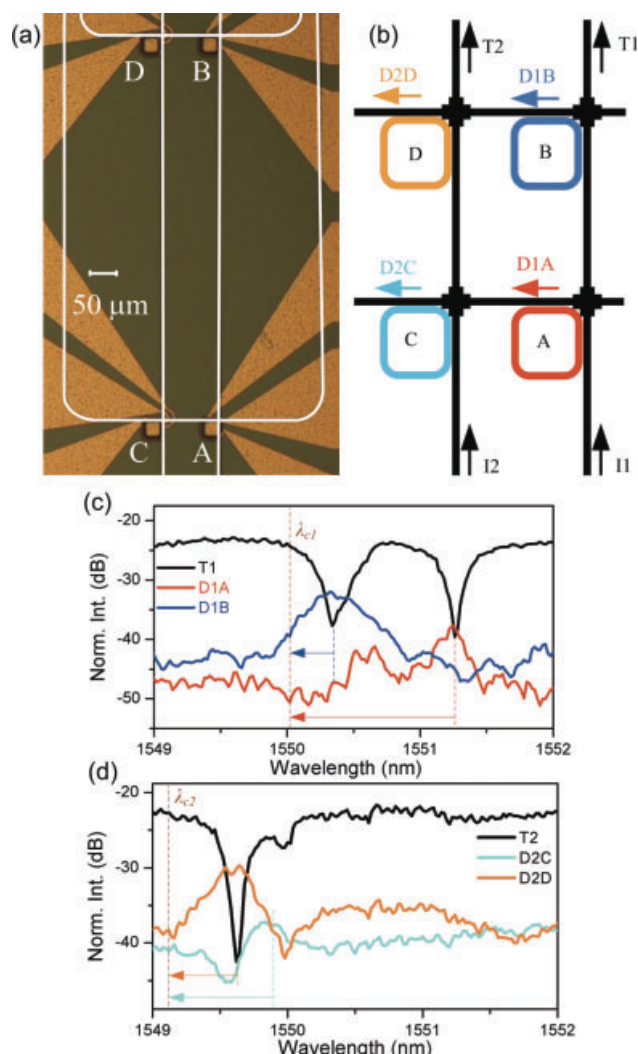 (a)
D
B
50 μm
C
A
(b)
T2
T1
D2D
D1B
D
B
D2C
D1A
C
A
I2
I1
(c)
-20
-30
-40
-50
Norm. Int. (dB)
λc1
T1
D1A
D1B
1549
1550
1551
1552
Wavelength (nm)
(d)
-20
-30
-40
Norm. Int. (dB)
λc2
T2
D2C
D2D
1549
1550
1551
1552
Wavelength (nm)